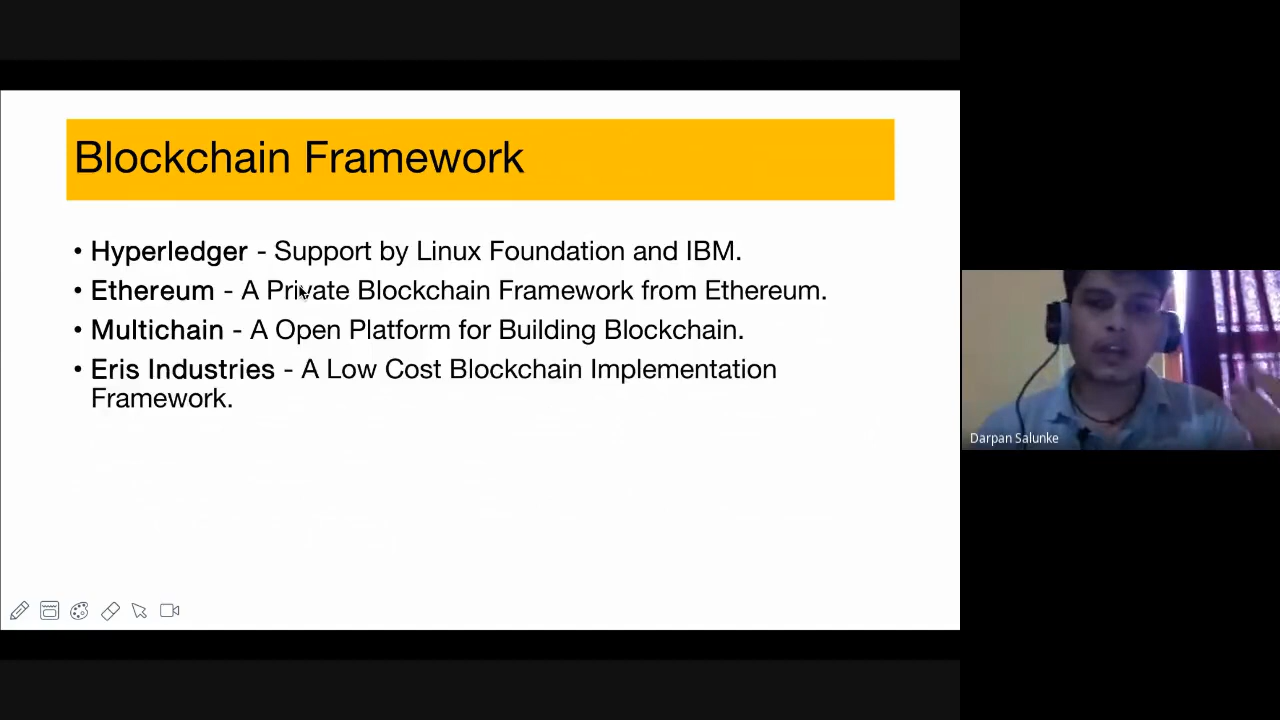 Blockchain Framework
• Hyperledger - Support by Linux Foundation and IBM.
• Ethereum - A Private Blockchain Framework from Ethereum.
• Multichain - A Open Platform for Building Blockchain.
• Eris Industries - A Low Cost Blockchain Implementation
Framework.
Darpan Salunke